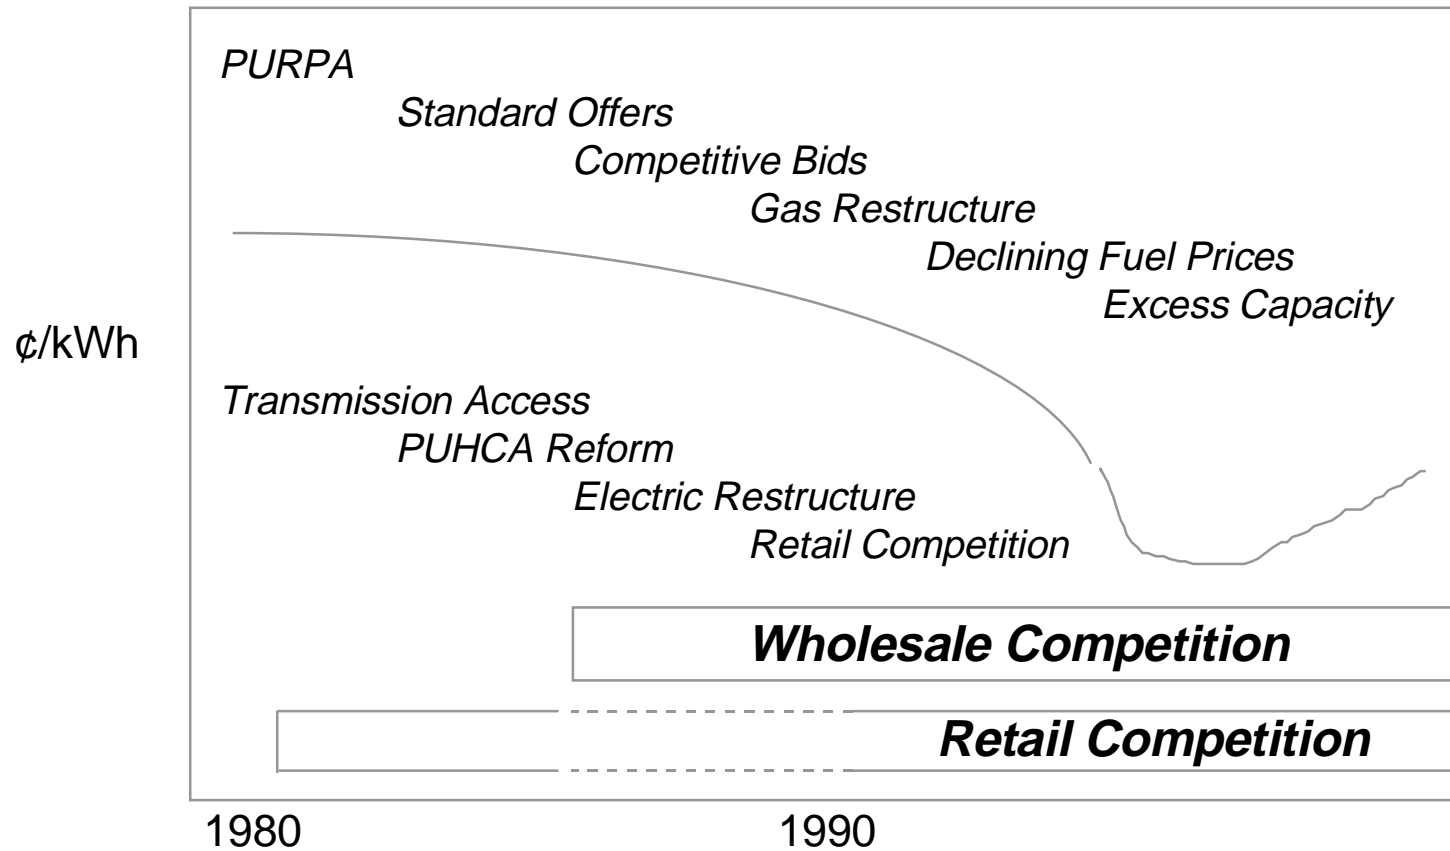 PURPA
Standard Offers
Competitive Bids
Gas Restructure
Declining Fuel Prices
Excess Capacity
¢/kWh
Transmission Access
PUHCA Reform
Electric Restructure
Retail Competition
Wholesale Competition
Retail Competition
1980 1990